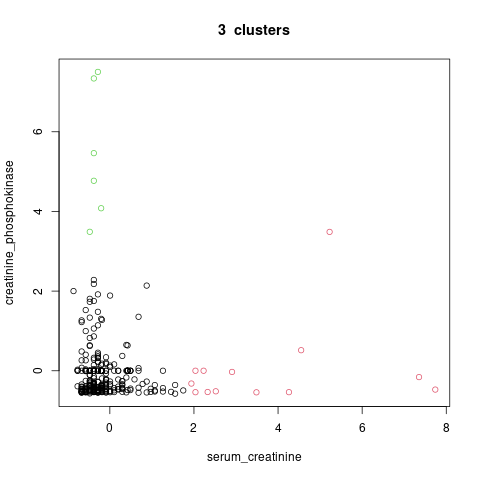 3 clusters
creatinine_phosphokinase
6
4
2
0
0 2 4 6 8
serum_creatinine